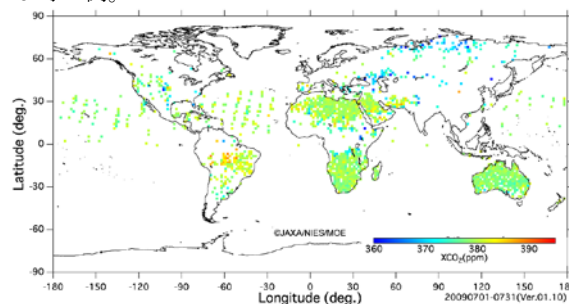 90
60
30
0
-30
-60
-90
Latitude (deg.)
©JAXA/NIES/MOE
360 370 380 390
XCO₂(ppm)
-180 -150 -120 -90 -60 -30 0 30 60 90 120 150 180
Longitude (deg.)
20090701-0731(Ver.01.10)